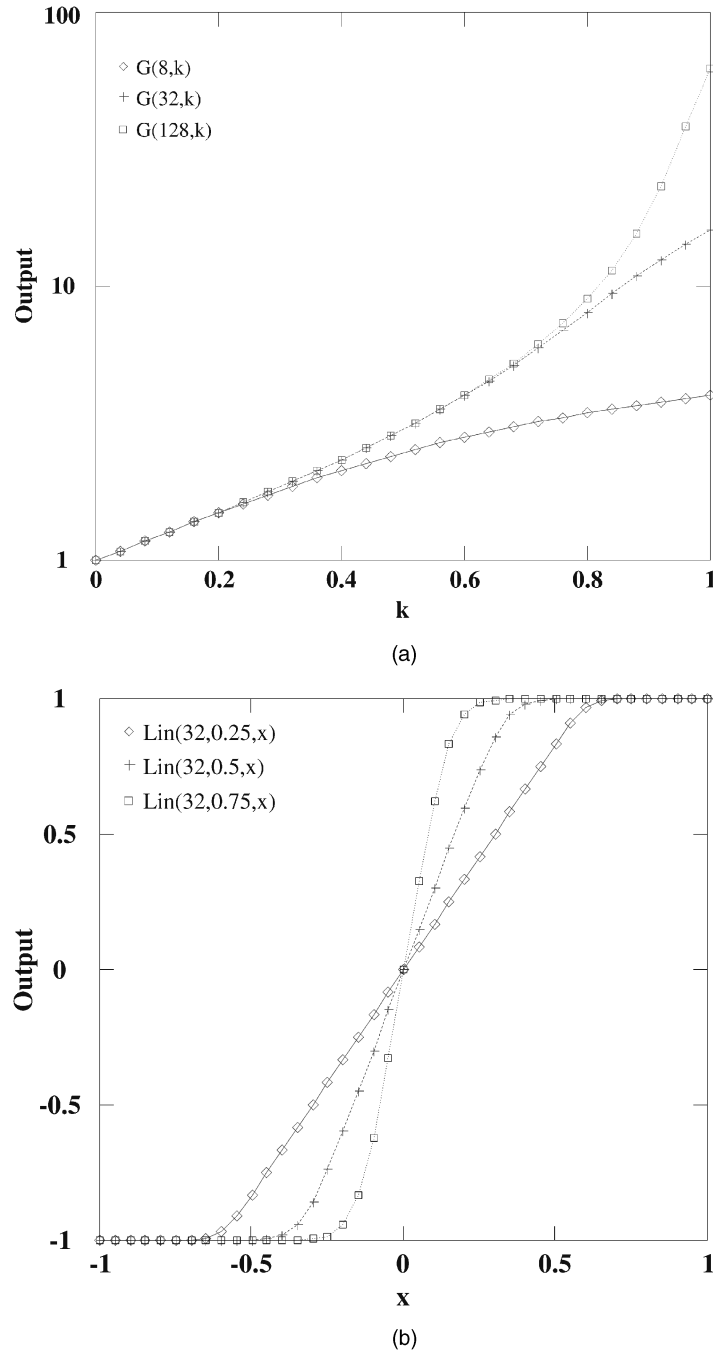 100
G(8,k)
G(32,k)
G(128,k)
10
Output
1
0 0.2 0.4 0.6 0.8 1
k
(a)
1
Lin(32,0.25,x)
Lin(32,0.5,x)
Lin(32,0.75,x)
0.5
0
Output
-0.5
-1
-1 -0.5 0 0.5 1
x
(b)